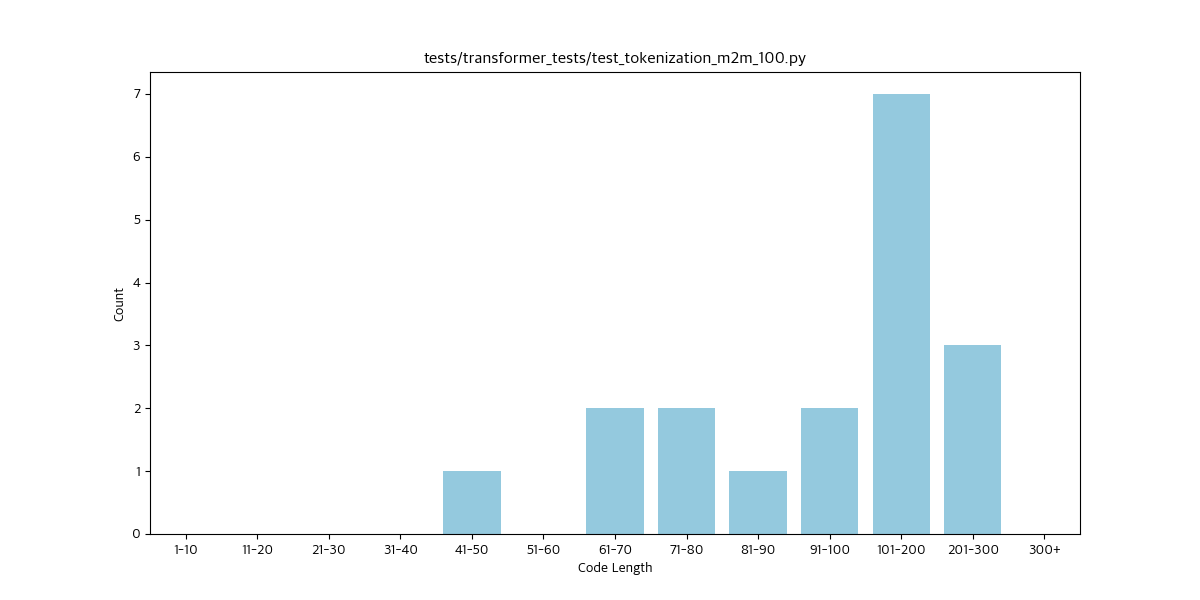 tests/transformer_tests/test_tokenization_m2m_100.py
7
6
5
4
3
2
1
0
Count
1-10 11-20 21-30 31-40 41-50 51-60 61-70 71-80 81-90 91-100 101-200 201-300 300+
Code Length